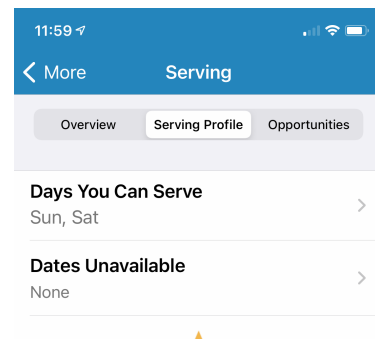 11:59
More
Serving
Overview
Serving Profile
Opportunities
Days You Can Serve
Sun, Sat
Dates Unavailable
None